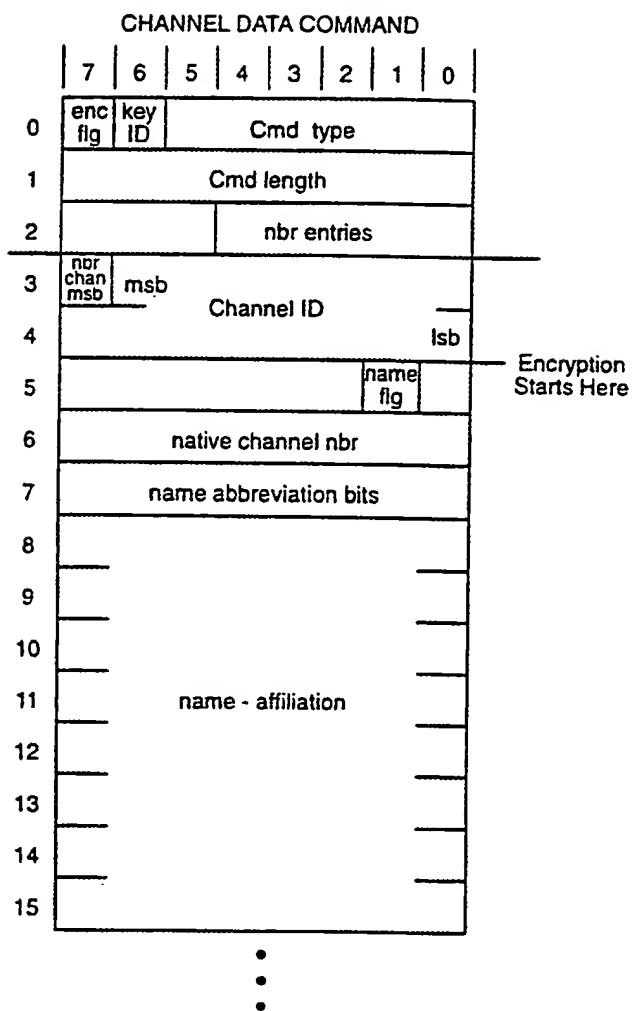 CHANNEL DATA COMMAND
7 6 5 4 3 2 1 0
0 enc flg key ID Cmd type
1 Cmd length
2 nbr entries
3 nbr chan msb msb
Channel ID
4 lsb
Encryption Starts Here
5 name flg
6 native channel nbr
7 name abbreviation bits
8
9
10
11 name - affiliation
12
13
14
15